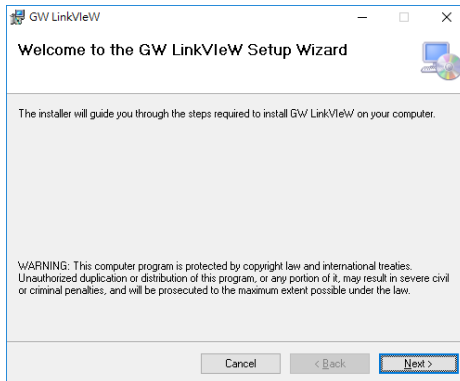 GW LinkVIeW
Welcome to the GW LinkVIeW Setup Wizard
The installer will guide you through the steps required to install GW LinkVIeW on your computer.
WARNING: This computer program is protected by copyright law and international treaties.
Unauthorized duplication or distribution of this program, or any portion of it, may result in severe civil
or criminal penalties, and will be prosecuted to the maximum extent possible under the law.
Cancel
< Back
Next >